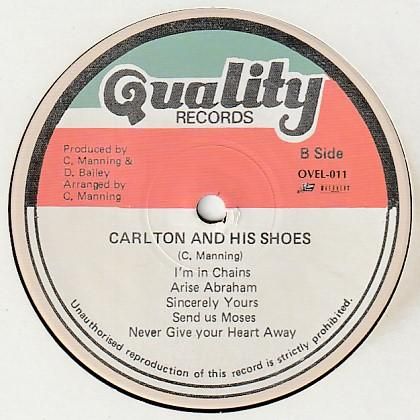 Quality
RECORDS
Produced by
C. Manning &
D. Bailey
Arranged by
C. Manning
B Side
OVEL-011
CARLTON AND HIS SHOES
(C. Manning)
I'm in Chains
Arise Abraham
Sincerely Yours
Send us Moses
Never Give your Heart Away
Unauthorised reproduction of this record is strictly prohibited.